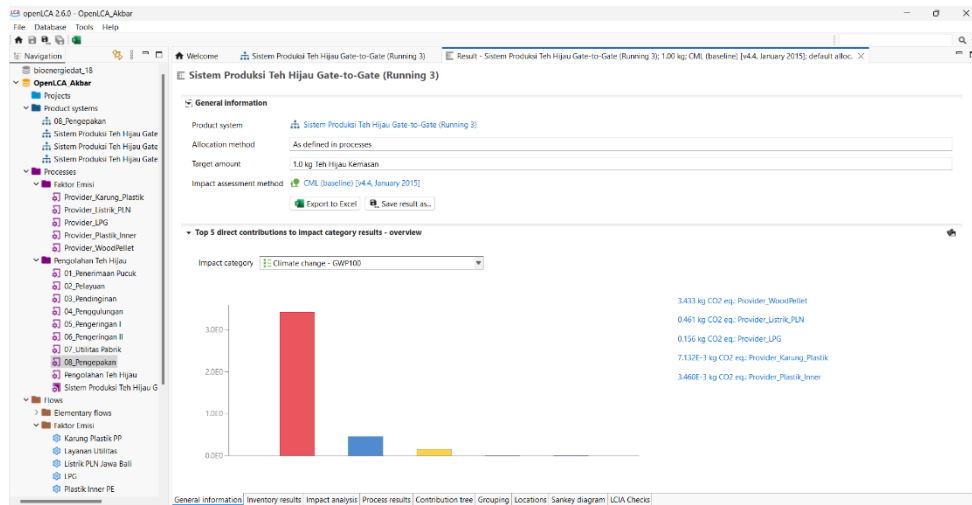 openLCA 2.6.0 - OpenLCA_Akbar
File Database Tools Help
Navigation
bioenergiedat_18
OpenLCA_Akbar
Projects
Product systems
08_Pengepakan
Sistem Produksi Teh Hijau Gate
Sistem Produksi Teh Hijau Gate
Sistem Produksi Teh Hijau Gate
Processes
Faktor Emisi
Provider_Karung_Plastik
Provider_Listrik_PLN
Provider_LPG
Provider_Plastik_Inner
Provider_WoodPellet
Pengolahan Teh Hijau
01_Penerimaan Pucuk
02_Pelayuan
03_Pendinginan
04_Penggulungan
05_Pengeringan I
06_Pengeringan II
07_Utilitas Pabrik
08_Pengepakan
Pengolahan Teh Hijau
Sistem Produksi Teh Hijau G
Flows
Elementary flows
Faktor Emisi
Karung Plastik PP
Layanan Utilitas
Listrik PLN Jawa Bali
LPG
Plastik Inner PE
Welcome
Sistem Produksi Teh Hijau Gate-to-Gate (Running 3)
Result - Sistem Produksi Teh Hijau Gate-to-Gate (Running 3); 1.00 kg; CML (baseline) [v4.4, January 2015]; default alloc.
Sistem Produksi Teh Hijau Gate-to-Gate (Running 3)
General information
Product system Sistem Produksi Teh Hijau Gate-to-Gate (Running 3)
Allocation method As defined in processes
Target amount 1.0 kg Teh Hijau Kemasan
Impact assessment method CML (baseline) [v4.4, January 2015]
Export to Excel Save result as...
Top 5 direct contributions to impact category results - overview
Impact category Climate change - GWP100
3.0E0
2.0E0
1.0E0
0.0E0
3.433 kg CO2 eq.: Provider_WoodPellet
0.461 kg CO2 eq.: Provider_Listrik_PLN
0.156 kg CO2 eq.: Provider_LPG
7.132E-3 kg CO2 eq.: Provider_Karung_Plastik
3.460E-3 kg CO2 eq.: Provider_Plastik_Inner
General information Inventory results Impact analysis Process results Contribution tree Grouping Locations Sankey diagram LCIA Checks